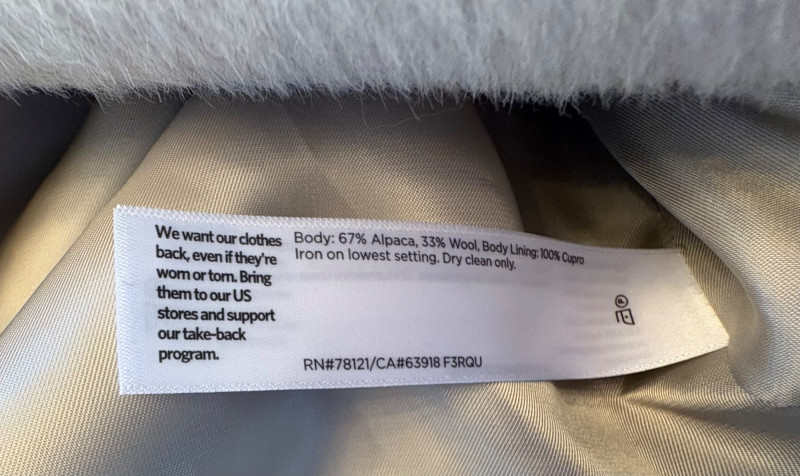 We want our clothes
back, even if they're
worn or torn. Bring
them to our US
stores and support
our take-back
program.
Body: 67% Alpaca, 33% Wool, Body Lining: 100% Cupro
Iron on lowest setting. Dry clean only.
RN#78121/CA#63918 F3RQU